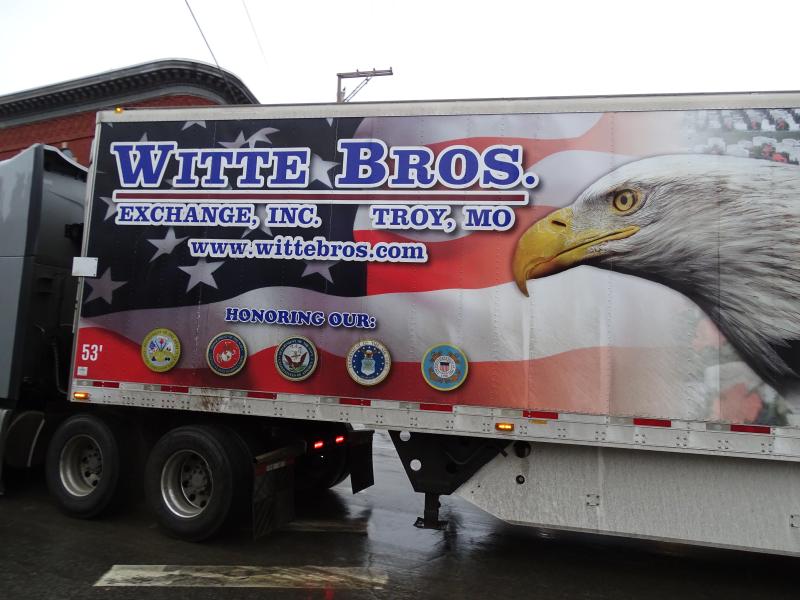 WITTE BROS.
EXCHANGE, INC. TROY, MO
www.wittebros.com
HONORING OUR:
53'